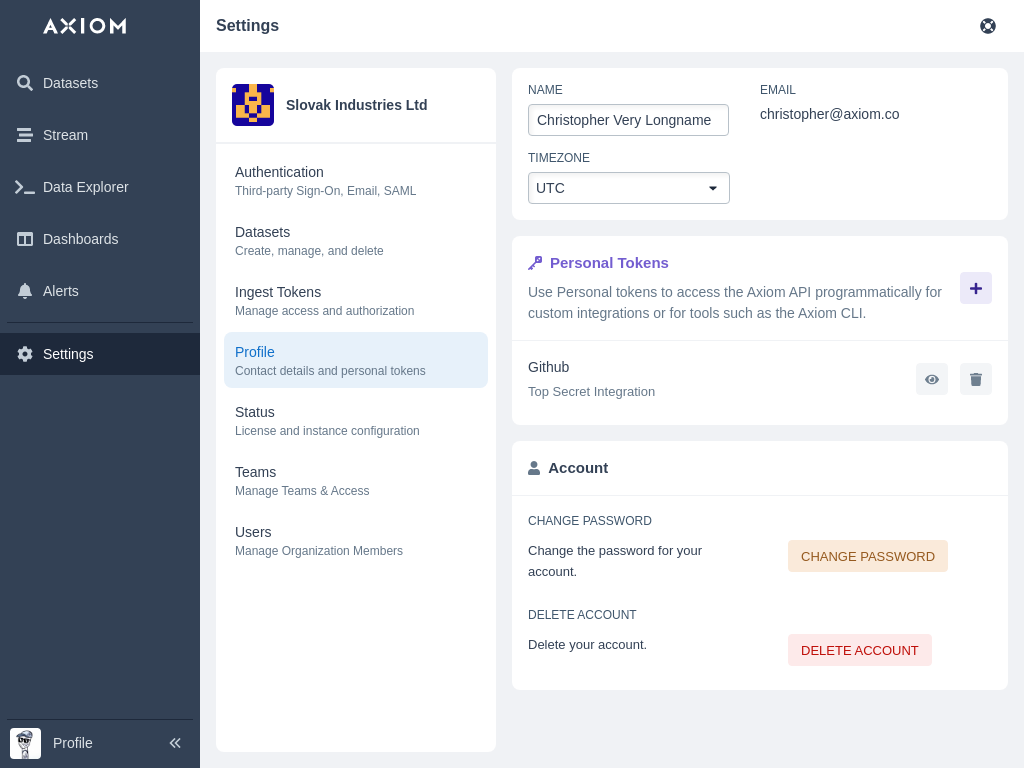 AXIOM
Datasets
Stream
Data Explorer
Dashboards
Alerts
Settings
Profile
Settings
Slovak Industries Ltd
Authentication
Third-party Sign-On, Email, SAML
Datasets
Create, manage, and delete
Ingest Tokens
Manage access and authorization
Profile
Contact details and personal tokens
Status
License and instance configuration
Teams
Manage Teams & Access
Users
Manage Organization Members
NAME
Christopher Very Longname
EMAIL
christopher@axiom.co
TIMEZONE
UTC
Personal Tokens
Use Personal tokens to access the Axiom API programmatically for
custom integrations or for tools such as the Axiom CLI.
Github
Top Secret Integration
Account
CHANGE PASSWORD
Change the password for your
account.
CHANGE PASSWORD
DELETE ACCOUNT
Delete your account.
DELETE ACCOUNT